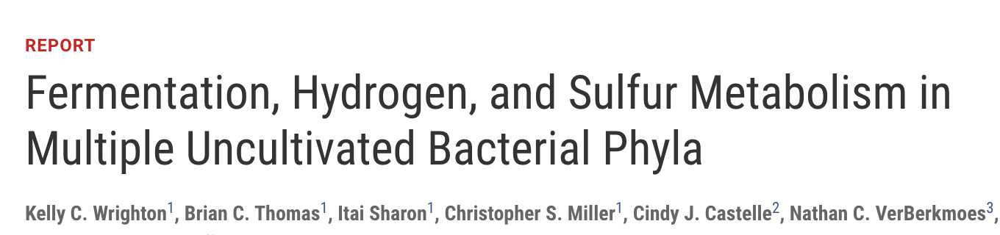 REPORT
Fermentation, Hydrogen, and Sulfur Metabolism in
Multiple Uncultivated Bacterial Phyla
Kelly C. Wrighton1, Brian C. Thomas1, Itai Sharon1, Christopher S. Miller1, Cindy J. Castelle2, Nathan C. VerBerkmoes3,